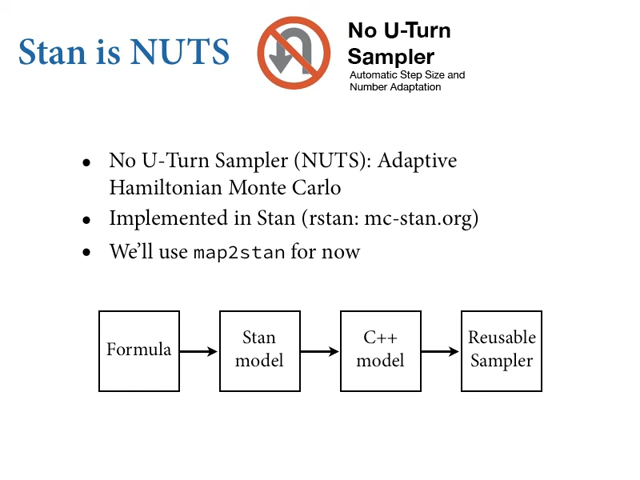 Stan is NUTS
No U-Turn
Sampler
Automatic Step Size and
Number Adaptation
• No U-Turn Sampler (NUTS): Adaptive
Hamiltonian Monte Carlo
• Implemented in Stan (rstan: mc-stan.org)
• We'll use map2stan for now
Formula
Stan
model
C++
model
Reusable
Sampler